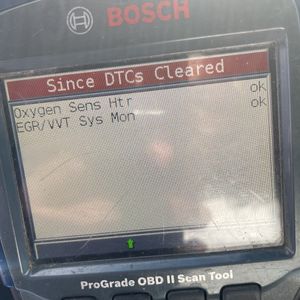 BOSCH
Since DTCs Cleared
Oxygen Sens Htr ok
EGR/VVT Sys Mon ok
ProGrade OBD II Scan Tool